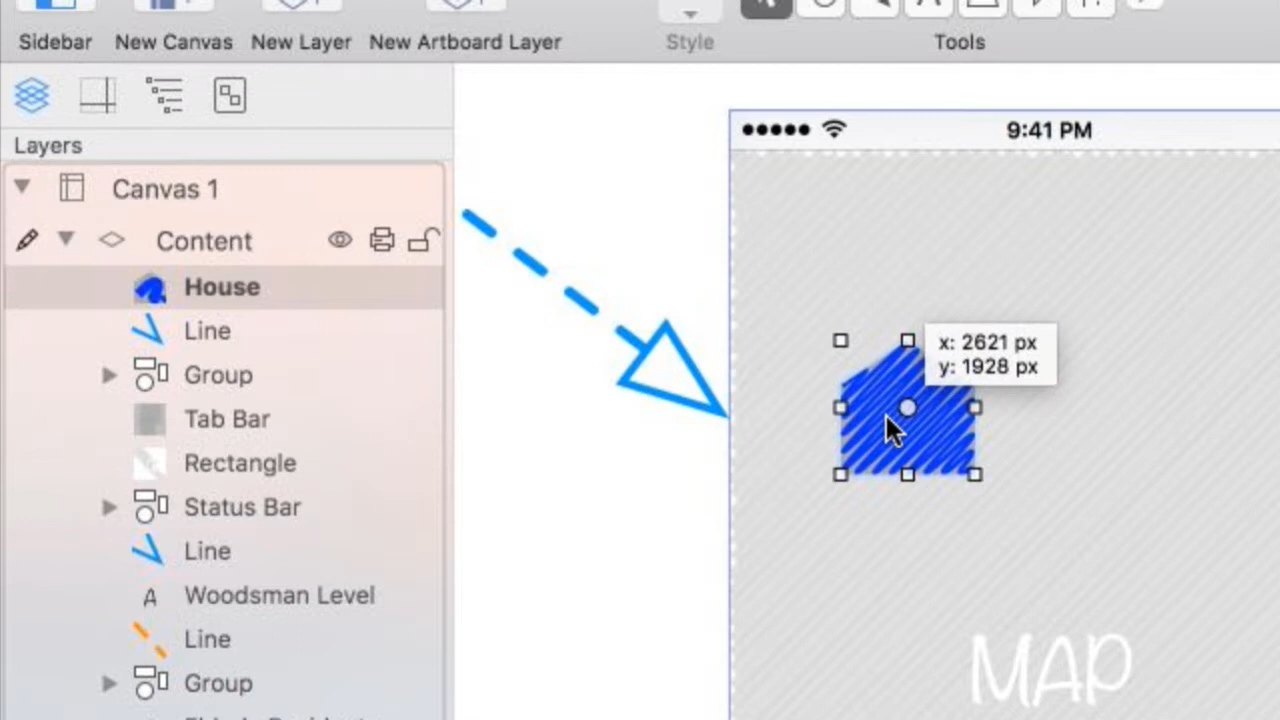 Sidebar New Canvas New Layer New Artboard Layer Style Tools
Layers
Canvas 1
Content
House
Line
Group
Tab Bar
Rectangle
Status Bar
Line
Woodsman Level
Line
Group
9:41 PM
x: 2621 px
y: 1928 px
MAP